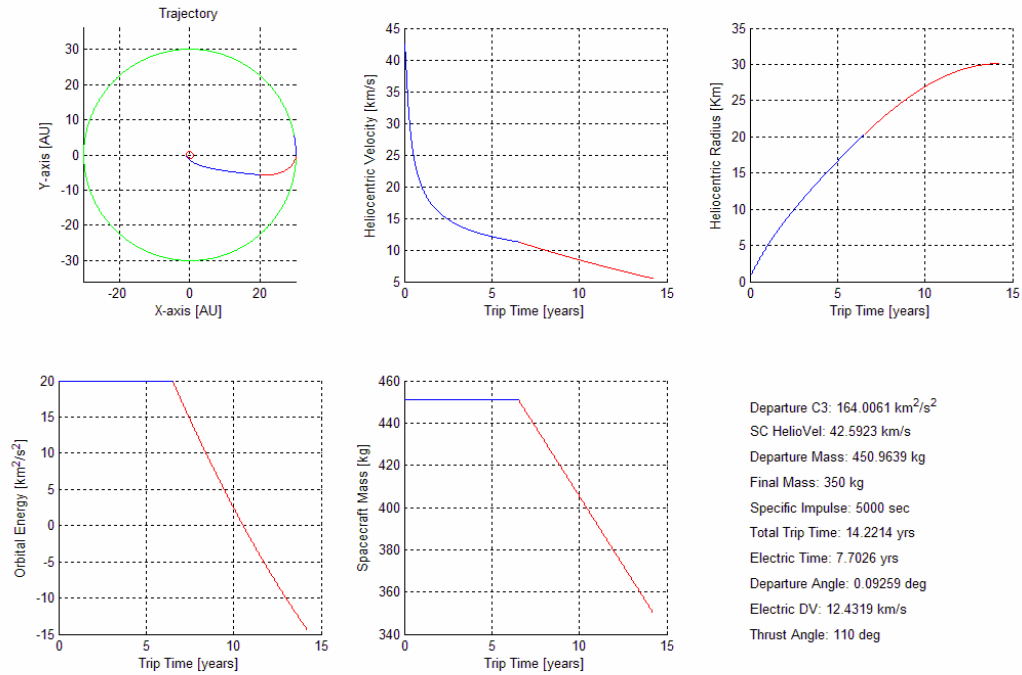 Trajectory
30
20
10
0
-10
-20
-30
Y-axis [AU]
-20
0
20
X-axis [AU]
45
40
35
30
25
20
15
10
5
Heliocentric Velocity [km/s]
0
5
10
15
Trip Time [years]
35
30
25
20
15
10
5
0
Heliocentric Radius [Km]
0
5
10
15
Trip Time [years]
20
15
10
5
0
-5
-10
-15
Orbital Energy [km²/s²]
0
5
10
15
Trip Time [years]
460
440
420
400
380
360
340
Spacecraft Mass [kg]
0
5
10
15
Trip Time [years]
Departure C3: 164.0061 km²/s²
SC HelioVel: 42.5923 km/s
Departure Mass: 450.9639 kg
Final Mass: 350 kg
Specific Impulse: 5000 sec
Total Trip Time: 14.2214 yrs
Electric Time: 7.7026 yrs
Departure Angle: 0.09259 deg
Electric DV: 12.4319 km/s
Thrust Angle: 110 deg